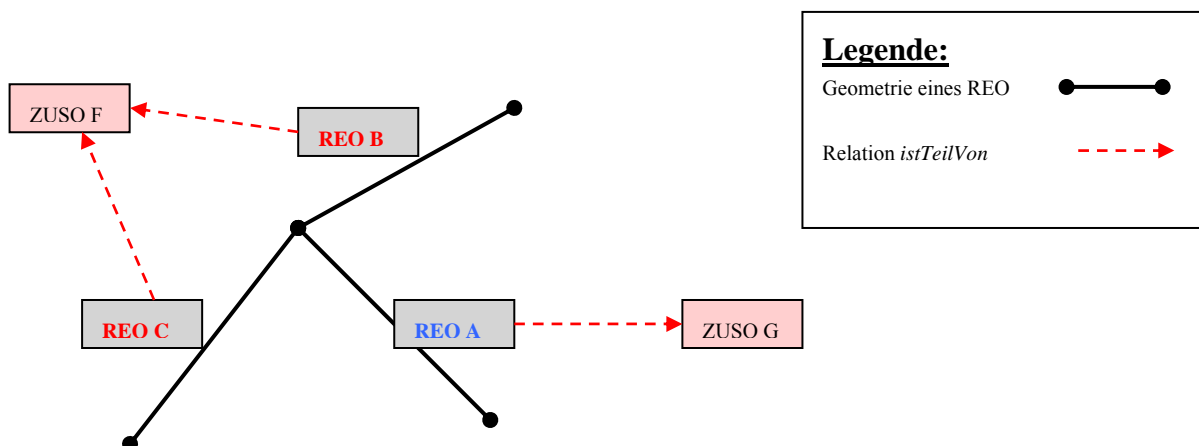 ZUSO F
REO B
REO C
REO A
ZUSO G
Legende:
Geometrie eines REO
Relation istTeilVon